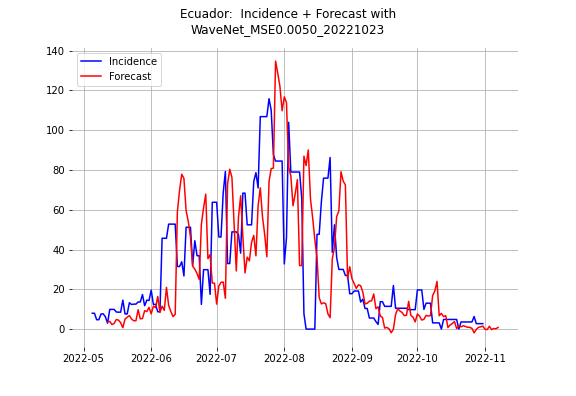 Ecuador:  Incidence + Forecast with
WaveNet_MSE0.0050_20221023
Incidence
Forecast
140
120
100
80
60
40
20
0
2022-05 2022-06 2022-07 2022-08 2022-09 2022-10 2022-11